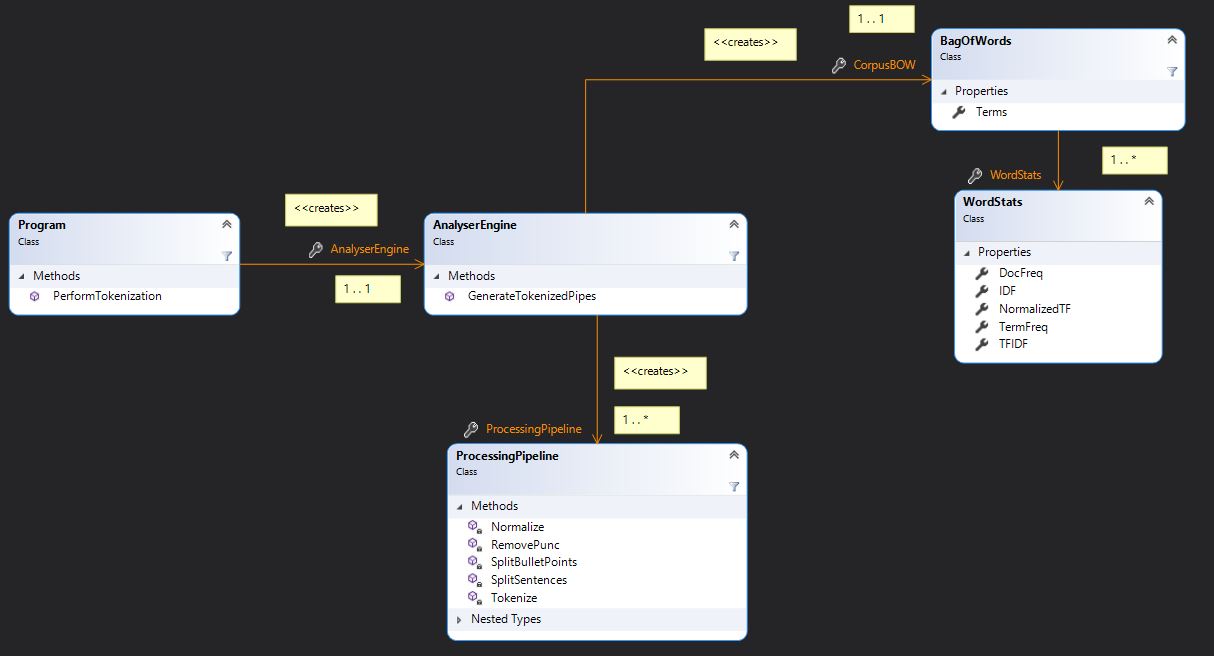 1..1
<<creates>>
CorpusBOW
BagOfWords
Class
Properties
Terms
1..*
WordStats
WordStats
Class
Properties
DocFreq
IDF
NormalizedTF
TermFreq
TFIDF
Program
Class
Methods
PerformTokenization
<<creates>>
AnalyserEngine
1..1
AnalyserEngine
Class
Methods
GenerateTokenizedPipes
<<creates>>
1..*
ProcessingPipeline
ProcessingPipeline
Class
Methods
Normalize
RemovePunc
SplitBulletPoints
SplitSentences
Tokenize
Nested Types